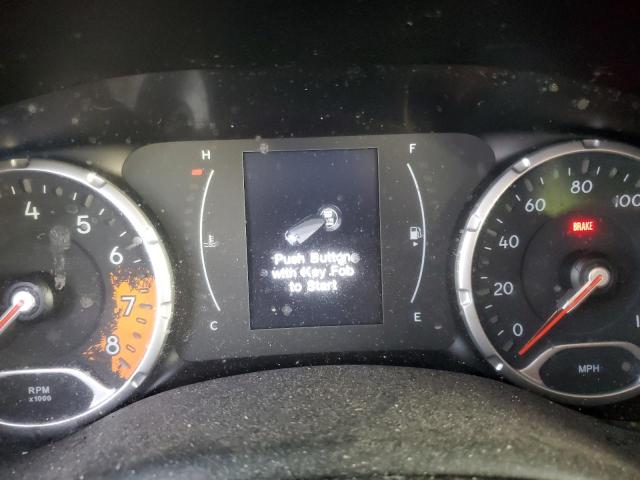 H
F
Push Button
with Key Fob
to Start
C
E
4
5
6
7
8
RPM
x1000
0
20
40
60
80
100
BRAKE
MPH